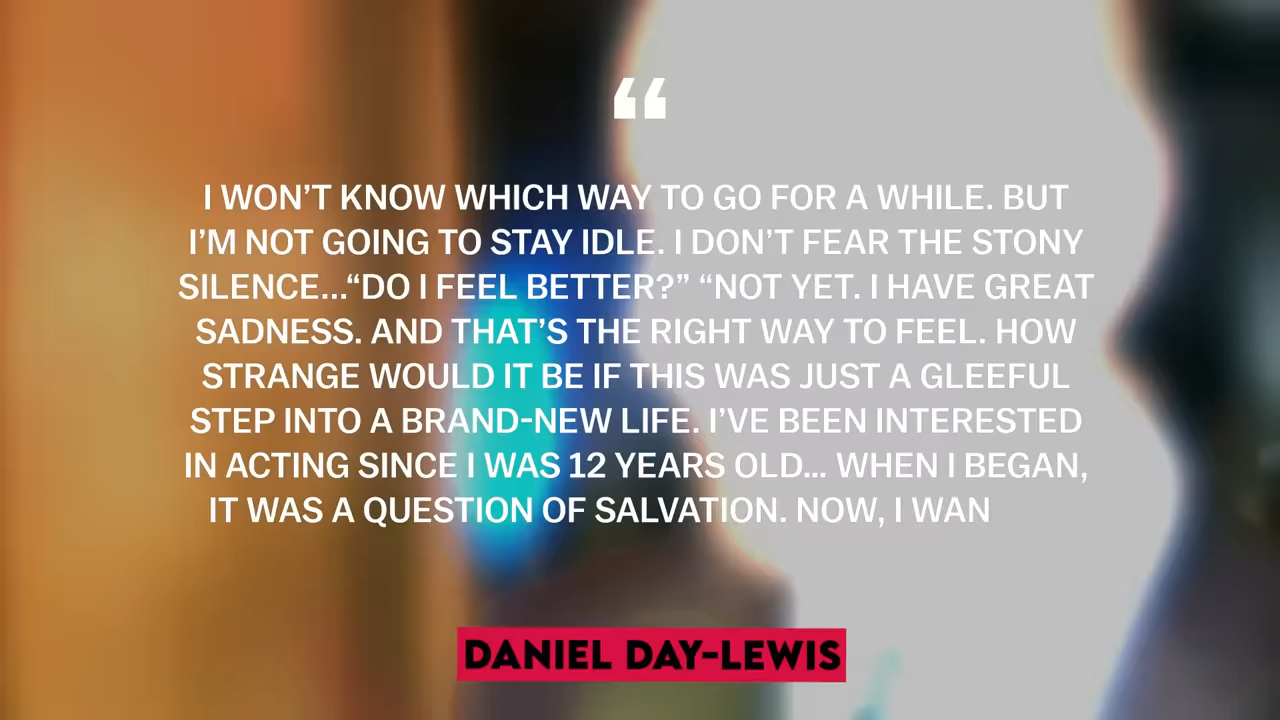 “
I WON’T KNOW WHICH WAY TO GO FOR A WHILE. BUT
I’M NOT GOING TO STAY IDLE. I DON’T FEAR THE STONY
SILENCE...“DO I FEEL BETTER?” “NOT YET. I HAVE GREAT
SADNESS. AND THAT’S THE RIGHT WAY TO FEEL. HOW
STRANGE WOULD IT BE IF THIS WAS JUST A GLEEFUL
STEP INTO A BRAND-NEW LIFE. I’VE BEEN INTERESTED
IN ACTING SINCE I WAS 12 YEARS OLD... WHEN I BEGAN,
IT WAS A QUESTION OF SALVATION. NOW, I WAN
DANIEL DAY-LEWIS